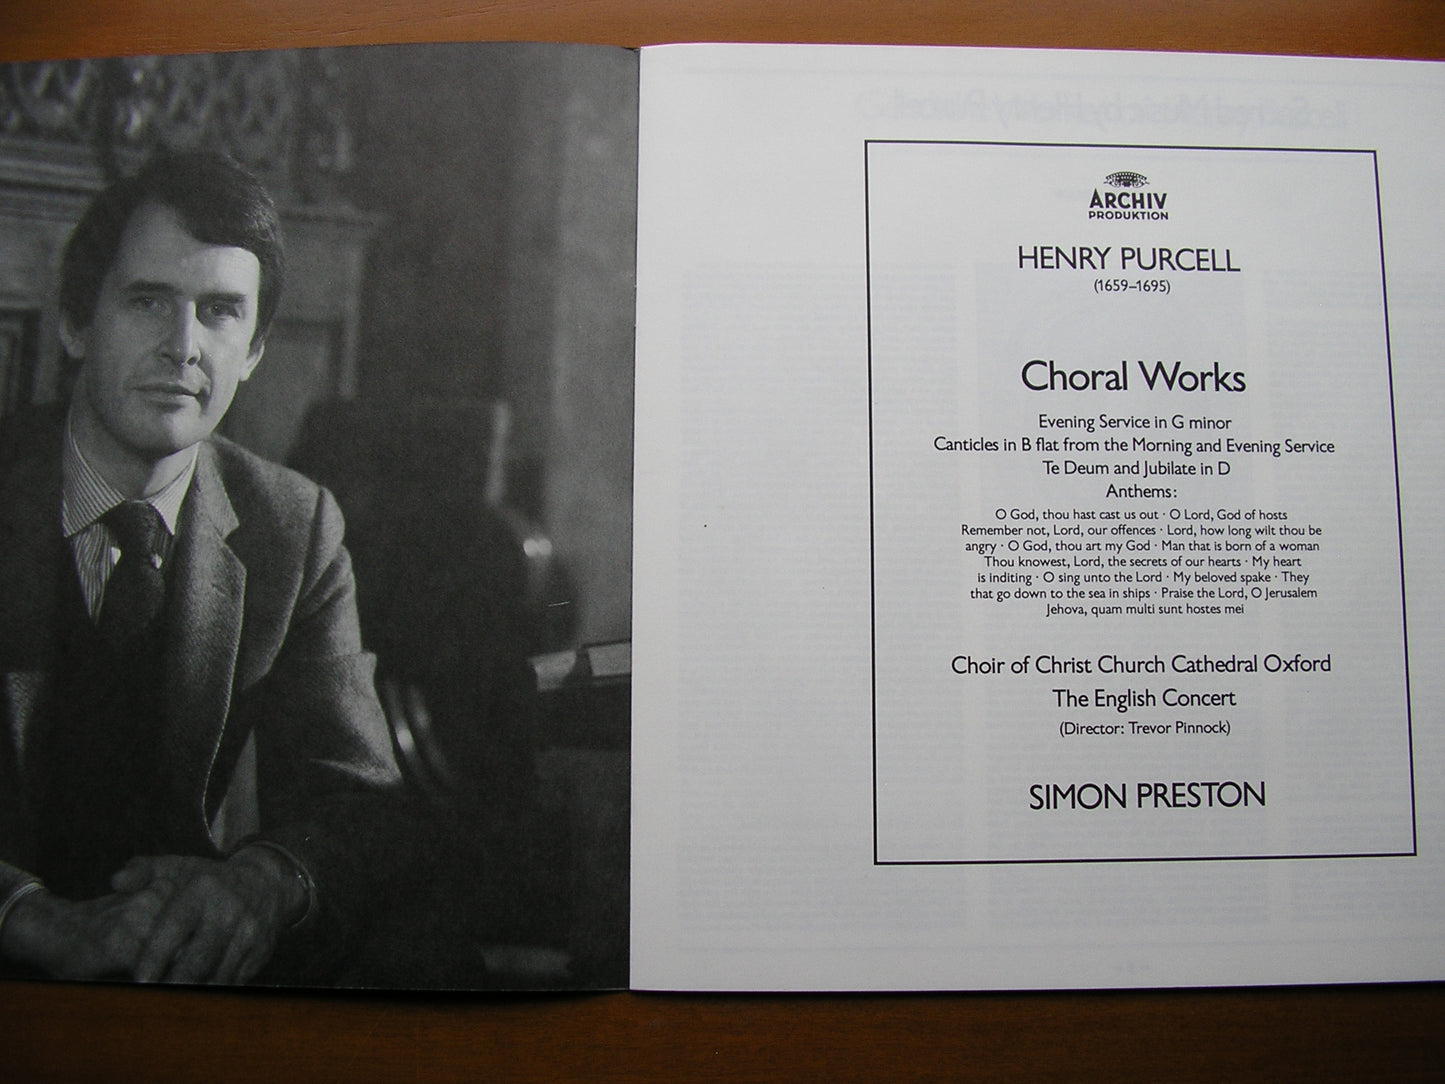 ARCHIV
PRODUKTION
HENRY PURCELL
(1659–1695)
Choral Works
Evening Service in G minor
Canticles in B flat from the Morning and Evening Service
Te Deum and Jubilate in D
Anthems:
O God, thou hast cast us out · O Lord, God of hosts
Remember not, Lord, our offences · Lord, how long wilt thou be
angry · O God, thou art my God · Man that is born of a woman
Thou knowest, Lord, the secrets of our hearts · My heart
is inditing · O sing unto the Lord · My beloved spake · They
that go down to the sea in ships · Praise the Lord, O Jerusalem
Jehova, quam multi sunt hostes mei
Choir of Christ Church Cathedral Oxford
The English Concert
(Director: Trevor Pinnock)
SIMON PRESTON